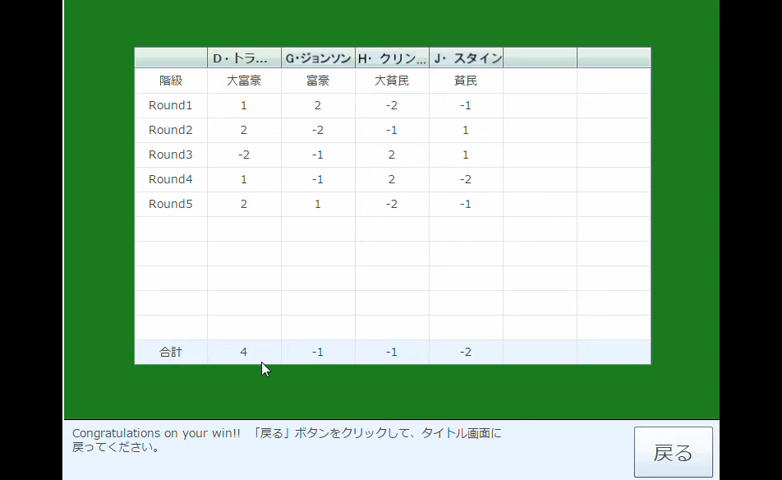 D・トラ... G・ジョンソン H・ クリン... J・ スタイン
階級 大富豪 富豪 大貧民 貧民
Round1 1 2 -2 -1
Round2 2 -2 -1 1
Round3 -2 -1 2 1
Round4 1 -1 2 -2
Round5 2 1 -2 -1
合計 4 -1 -1 -2
Congratulations on your win!! 「戻る」ボタンをクリックして、タイトル画面に
戻ってください。
戻る